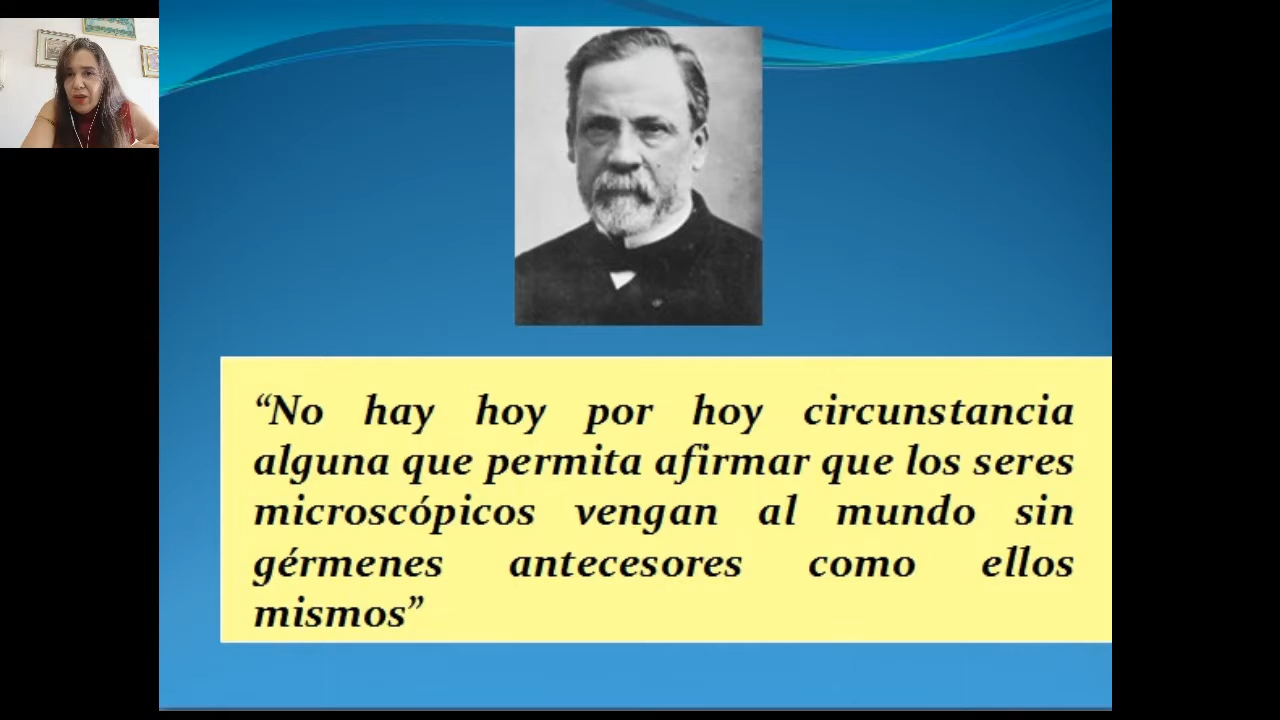 “No hay hoy por hoy circunstancia
alguna que permita afirmar que los seres
microscópicos vengan al mundo sin
gérmenes antecesores como ellos
mismos”